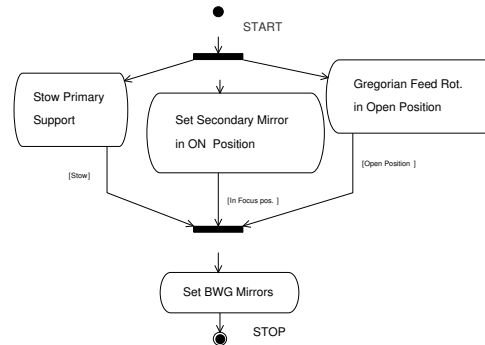 START
Stow Primary
Support
Set Secondary Mirror
in ON Position
Gregorian Feed Rot.
in Open Position
[Stow]
[In Focus pos. ]
[Open Position ]
Set BWG Mirrors
STOP